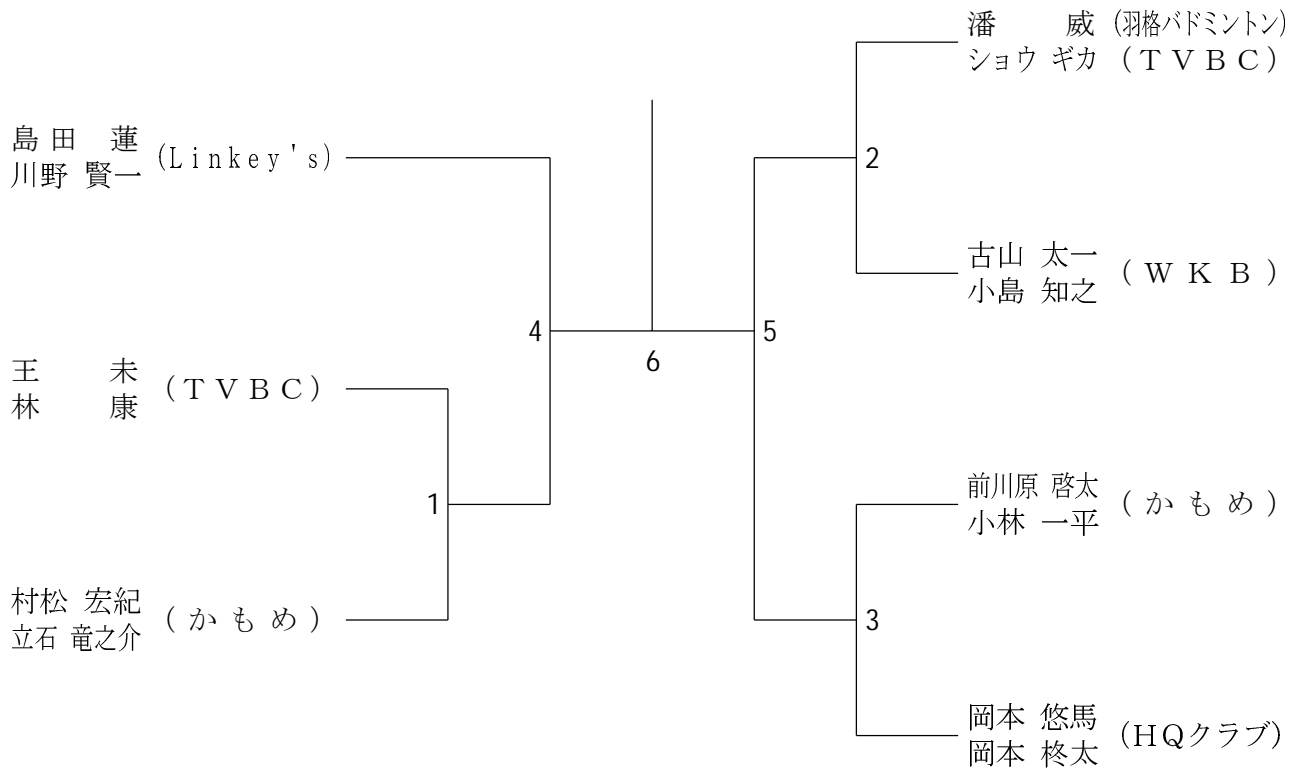 島田 蓮
川野 賢一
(Linkey's)
王 未
林 康
(TVBC)
村松 宏紀
立石 竜之介
(かもめ)
1
4
6
5
2
3
潘 威 (羽格バドミントン)
ショウ ギカ (TVBC)
古山 太一
小島 知之
(WKB)
前川原 啓太
小林 一平
(かもめ)
岡本 悠馬
岡本 柊太
(HQクラブ)